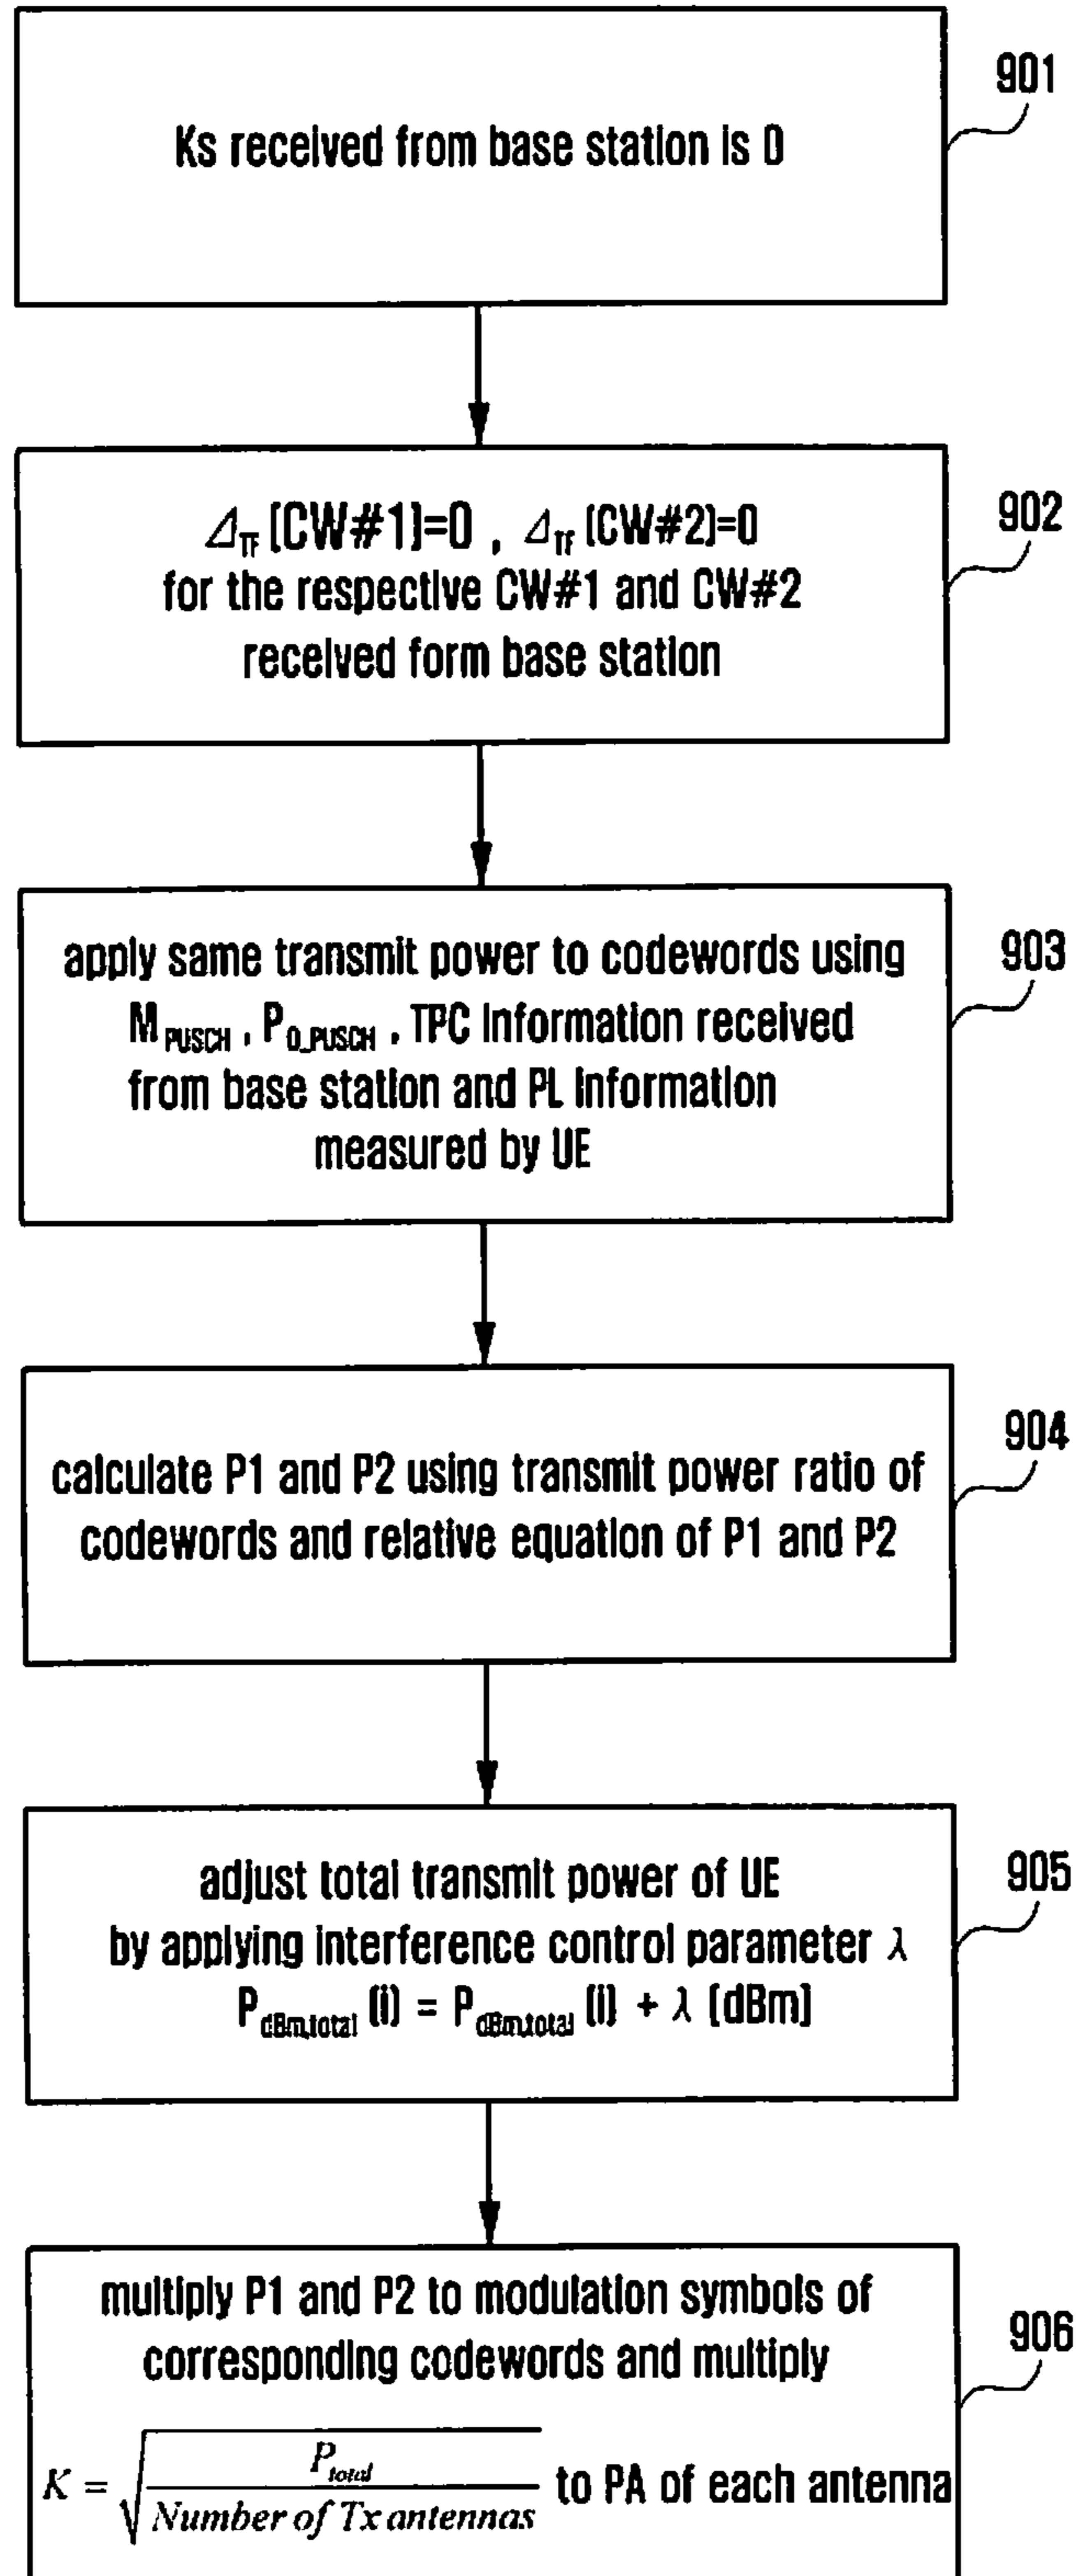 Ks received from base station is 0
901
Δ_TF [CW#1]=0 , Δ_TF [CW#2]=0
for the respective CW#1 and CW#2
received form base station
902
apply same transmit power to codewords using
M_PUSCH , P_0_PUSCH , TPC information received
from base station and PL information
measured by UE
903
calculate P1 and P2 using transmit power ratio of
codewords and relative equation of P1 and P2
904
adjust total transmit power of UE
by applying interference control parameter λ
P_dBm,total (i) = P_dBm,total (i) + λ [dBm]
905
multiply P1 and P2 to modulation symbols of
corresponding codewords and multiply
K = √(P_total / Number of Tx antennas) to PA of each antenna
906